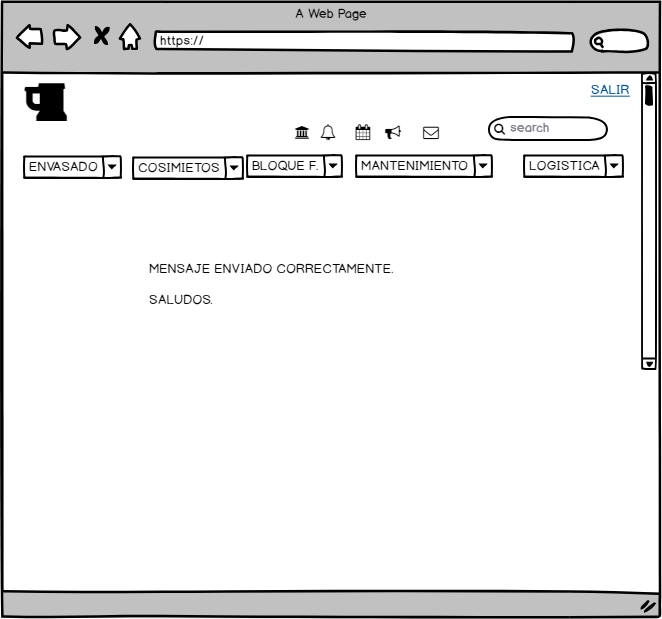 A Web Page
https://
SALIR
search
ENVASADO COSIMIETOS BLOQUE F. MANTENIMIENTO LOGISTICA
MENSAJE ENVIADO CORRECTAMENTE.
SALUDOS.